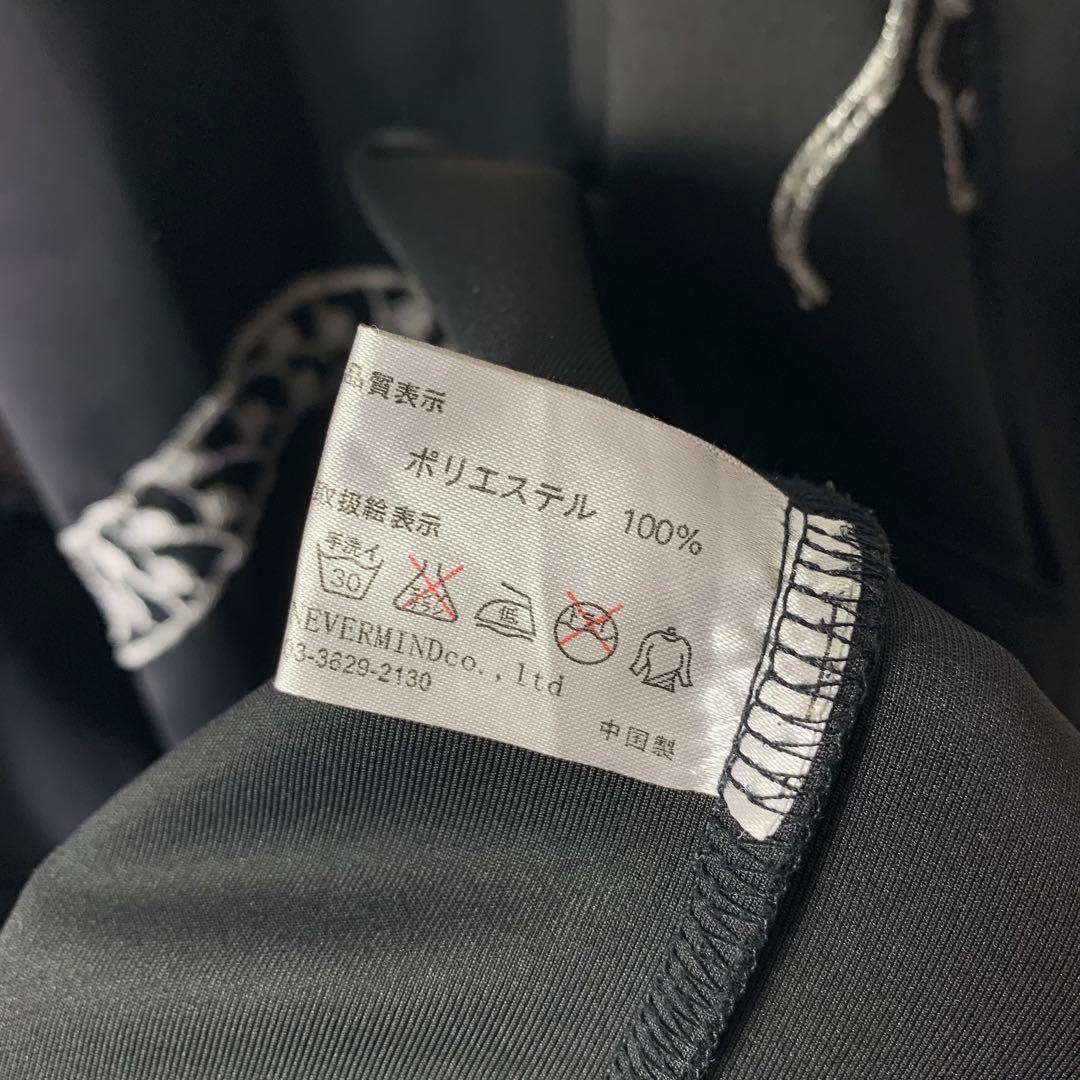 品質表示
ポリエステル 100%
取扱絵表示
手洗イ
30
低
NEVERMINDco.,ltd
3-3629-2130
中国製